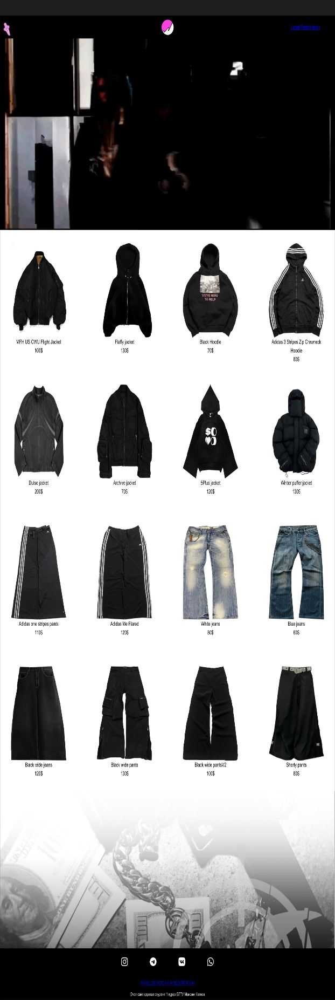 Login/Registration
WE'RE HERE
TO HELP
MFH US CWU Flight Jacket
100$
Flaffy jacket
130$
Black Hoodie
70$
Adidas 3 Stripes Zip Crewneck
Hoodie
80$
$O
VO
Dulse jacket
200$
Archive jacket
70$
5Plus jacket
120$
Winter puffer jacket
130$
Adidas one stripes pants
110$
Adidas Me Flared
120$
White jeans
80$
Blue jeans
60$
Black wide jeans
120$
Black wide pants
130$
Black wide pantsV2
100$
Shorty pants
80$
100
Этот сайт сделал студент 1 курса БГТУ Максим Катков